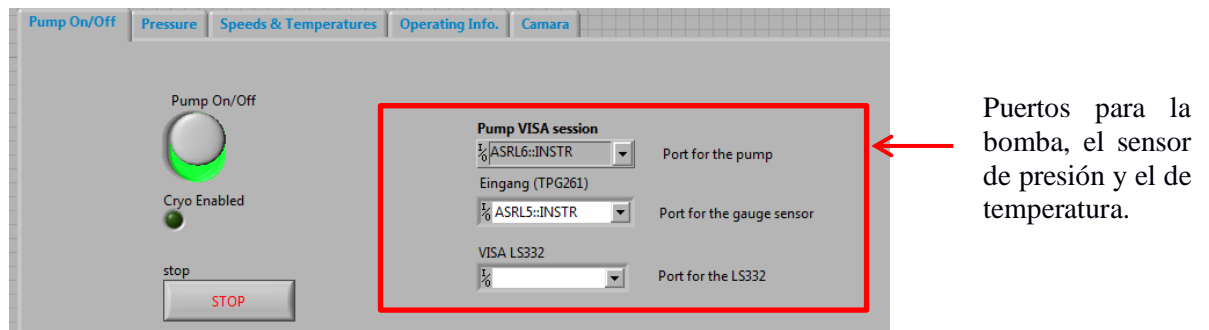 Pump On/Off Pressure Speeds & Temperatures Operating Info. Camara
Pump On/Off
Cryo Enabled
stop
STOP
Pump VISA session
ASRL6::INSTR Port for the pump
Eingang (TPG261)
ASRL5::INSTR Port for the gauge sensor
VISA LS332
Port for the LS332
Puertos para la
bomba, el sensor
de presión y el de
temperatura.